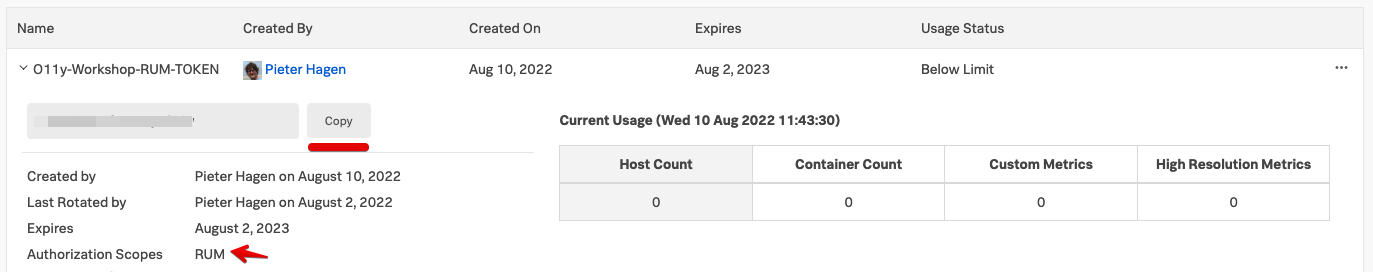 Name Created By Created On Expires Usage Status
O11y-Workshop-RUM-TOKEN Pieter Hagen Aug 10, 2022 Aug 2, 2023 Below Limit ...
Copy
Current Usage (Wed 10 Aug 2022 11:43:30)
Host Count Container Count Custom Metrics High Resolution Metrics
0 0 0 0
Created by Pieter Hagen on August 10, 2022
Last Rotated by Pieter Hagen on August 2, 2022
Expires August 2, 2023
Authorization Scopes RUM